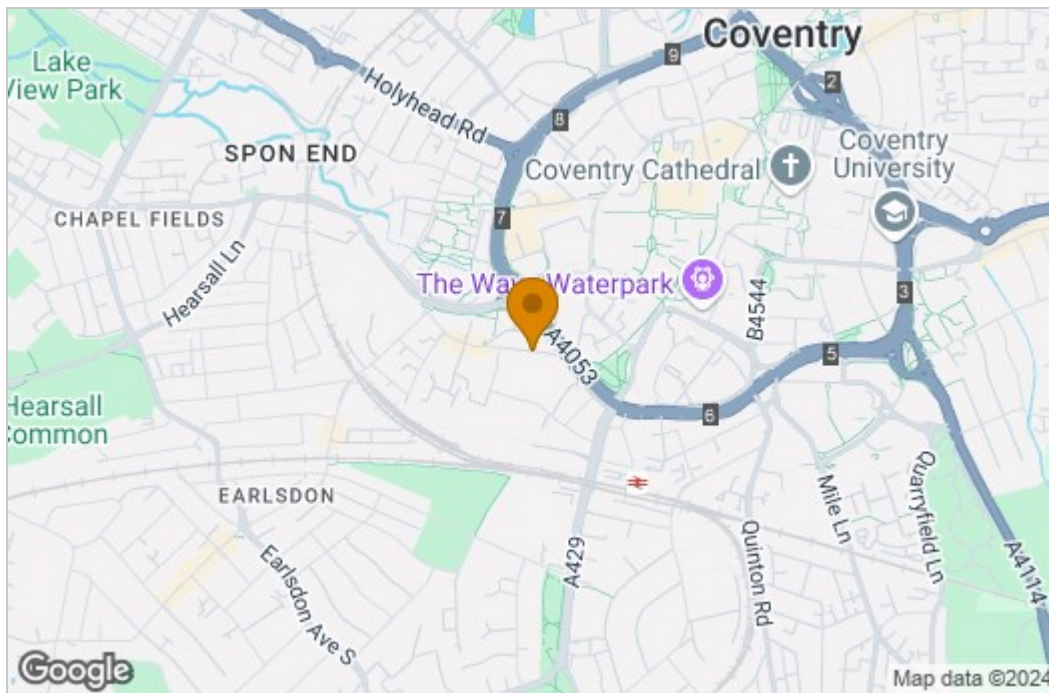 Coventry
9
2
Lake
View Park
Holyhead Rd
8
Coventry
University
SPON END
Coventry Cathedral
CHAPEL FIELDS
7
Hearsall Ln
The Wave Waterpark
B4544
3
A4053
5
Hearsall
Common
6
EARLSDON
Mile Ln
Quarryfield Ln
A429
Quinton Rd
A4114
Earlsdon Ave S
Google
Map data ©2024